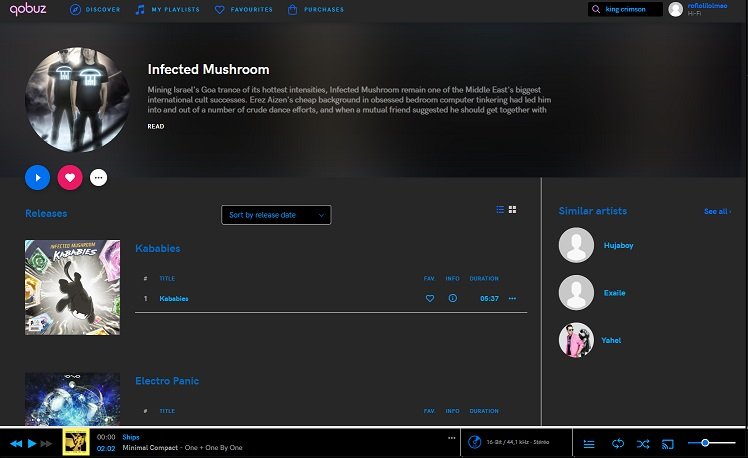 qobuz
DISCOVER
MY PLAYLISTS
FAVOURITES
PURCHASES
king crimson
Hi-Fi
Infected Mushroom
Mining Israel's Goa trance of its hottest intensities, Infected Mushroom remain one of the Middle East's biggest
international cult successes. Erez Aizen's cheap background in obsessed bedroom computer tinkering had led him
into and out of a number of crude dance efforts, and when a mutual friend suggested he should get together with
READ
Releases
Sort by release date
Similar artists
See all ›
INFECTED MUSHROOM
KABABIES
Kababies
# TITLE FAV. INFO DURATION
1 Kababies 05:37
Hujaboy
Exaile
Yahel
Electro Panic
# TITLE FAV. INFO DURATION
00:00 Ships
02:02 Minimal Compact - One + One By One
16-Bit / 44,1 kHz - Stéréo